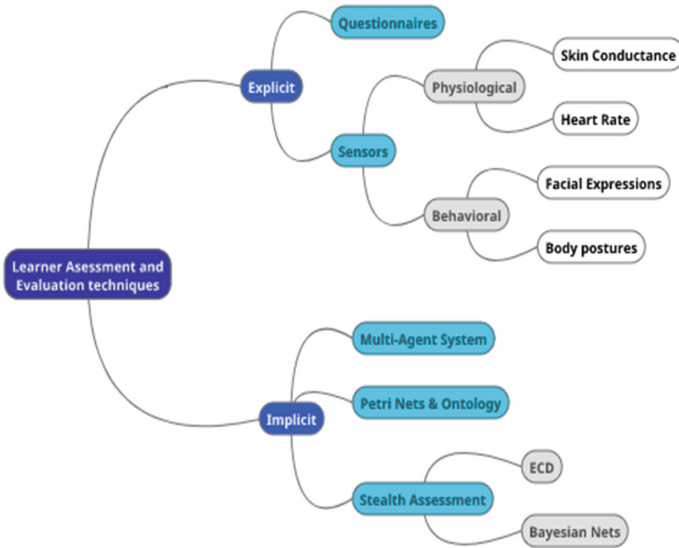 Questionnaires
Explicit
Physiological
Skin Conductance
Heart Rate
Sensors
Behavioral
Facial Expressions
Body postures
Learner Asessment and
Evaluation techniques
Multi-Agent System
Petri Nets & Ontology
Implicit
Stealth Assessment
ECD
Bayesian Nets